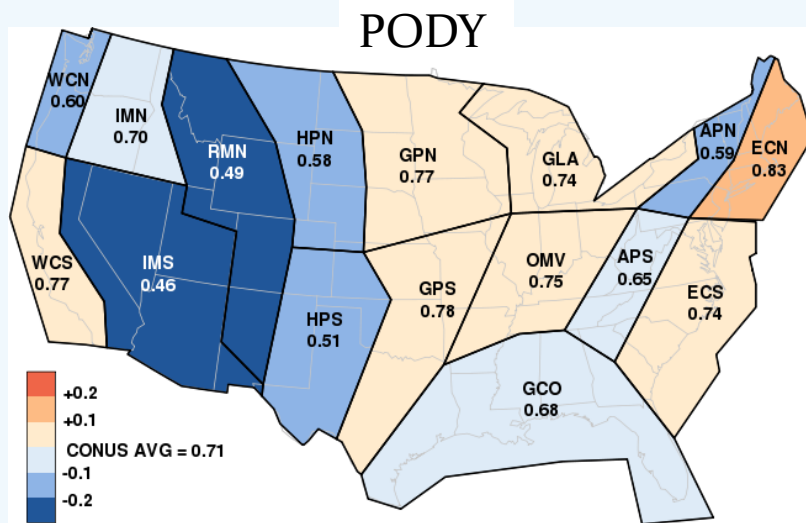 PODY
WCN
0.60
IMN
0.70
RMN
0.49
HPN
0.58
GPN
0.77
GLA
0.74
APN
0.59
ECN
0.83
WCS
0.77
IMS
0.46
HPS
0.51
GPS
0.78
OMV
0.75
APS
0.65
ECS
0.74
GCO
0.68
+0.2
+0.1
CONUS AVG = 0.71
-0.1
-0.2